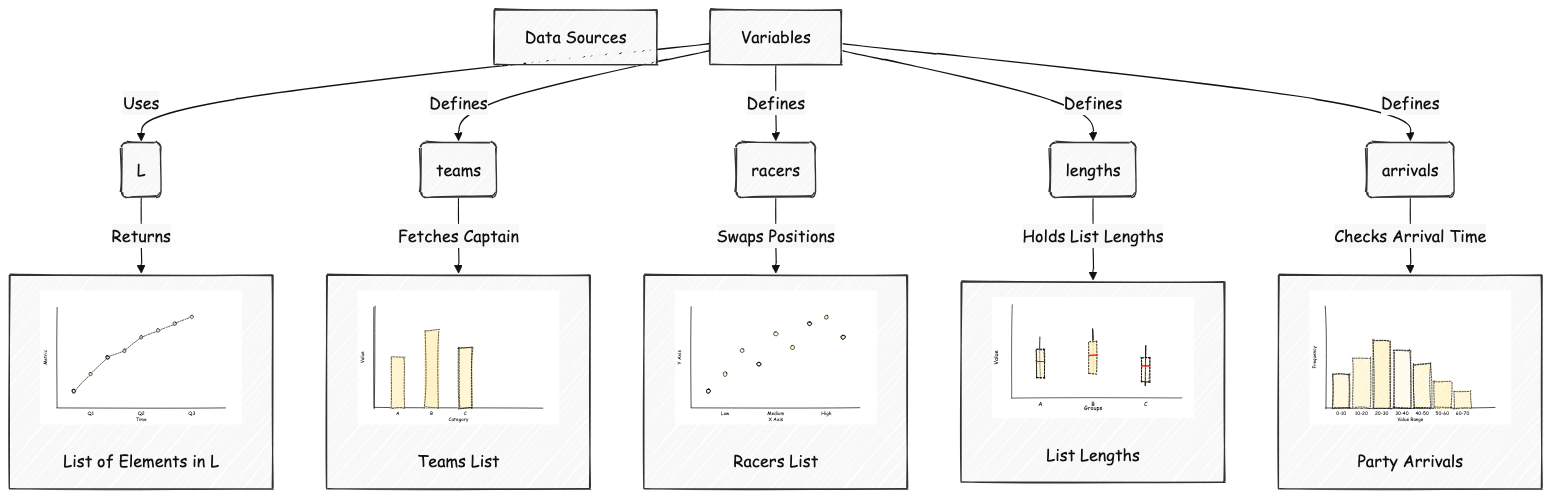 Data Sources
Variables
Uses
Defines
Defines
Defines
Defines
L
teams
racers
lengths
arrivals
Returns
Fetches Captain
Swaps Positions
Holds List Lengths
Checks Arrival Time
Metric
Q1
Q2
Q3
Time
List of Elements in L
Value
A
B
C
Category
Teams List
Y Axis
Low
Medium
High
X Axis
Racers List
Value
A
B
C
Groups
List Lengths
Frequency
0-10
10-20
20-30
30-40
40-50
50-60
60-70
Value Range
Party Arrivals